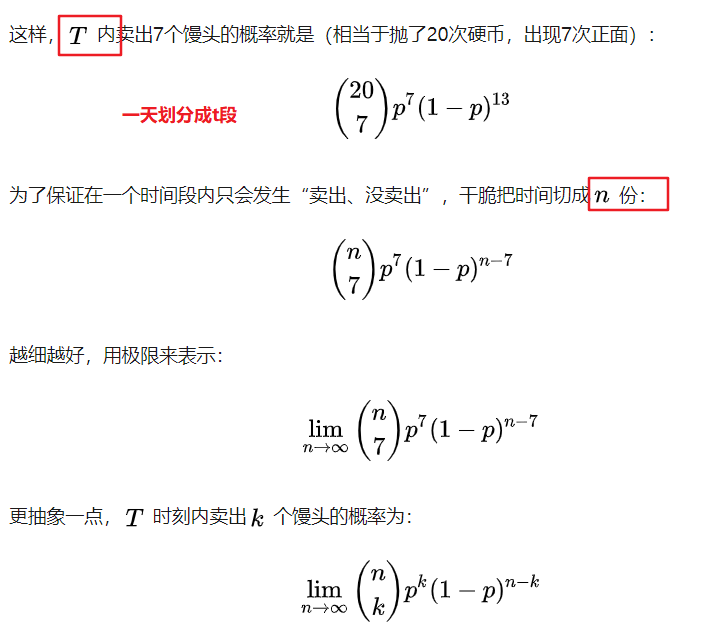 这样，T 内卖出7个馒头的概率就是（相当于抛了20次硬币，出现7次正面）：
\binom{20}{7} p^7 (1-p)^{13}
一天划分成t段
为了保证在一个时间段内只会发生“卖出、没卖出”，干脆把时间切成 n 份：
\binom{n}{7} p^7 (1-p)^{n-7}
越细越好，用极限来表示：
\lim_{n \to \infty} \binom{n}{7} p^7 (1-p)^{n-7}
更抽象一点，T 时刻内卖出 k 个馒头的概率为：
\lim_{n \to \infty} \binom{n}{k} p^k (1-p)^{n-k}